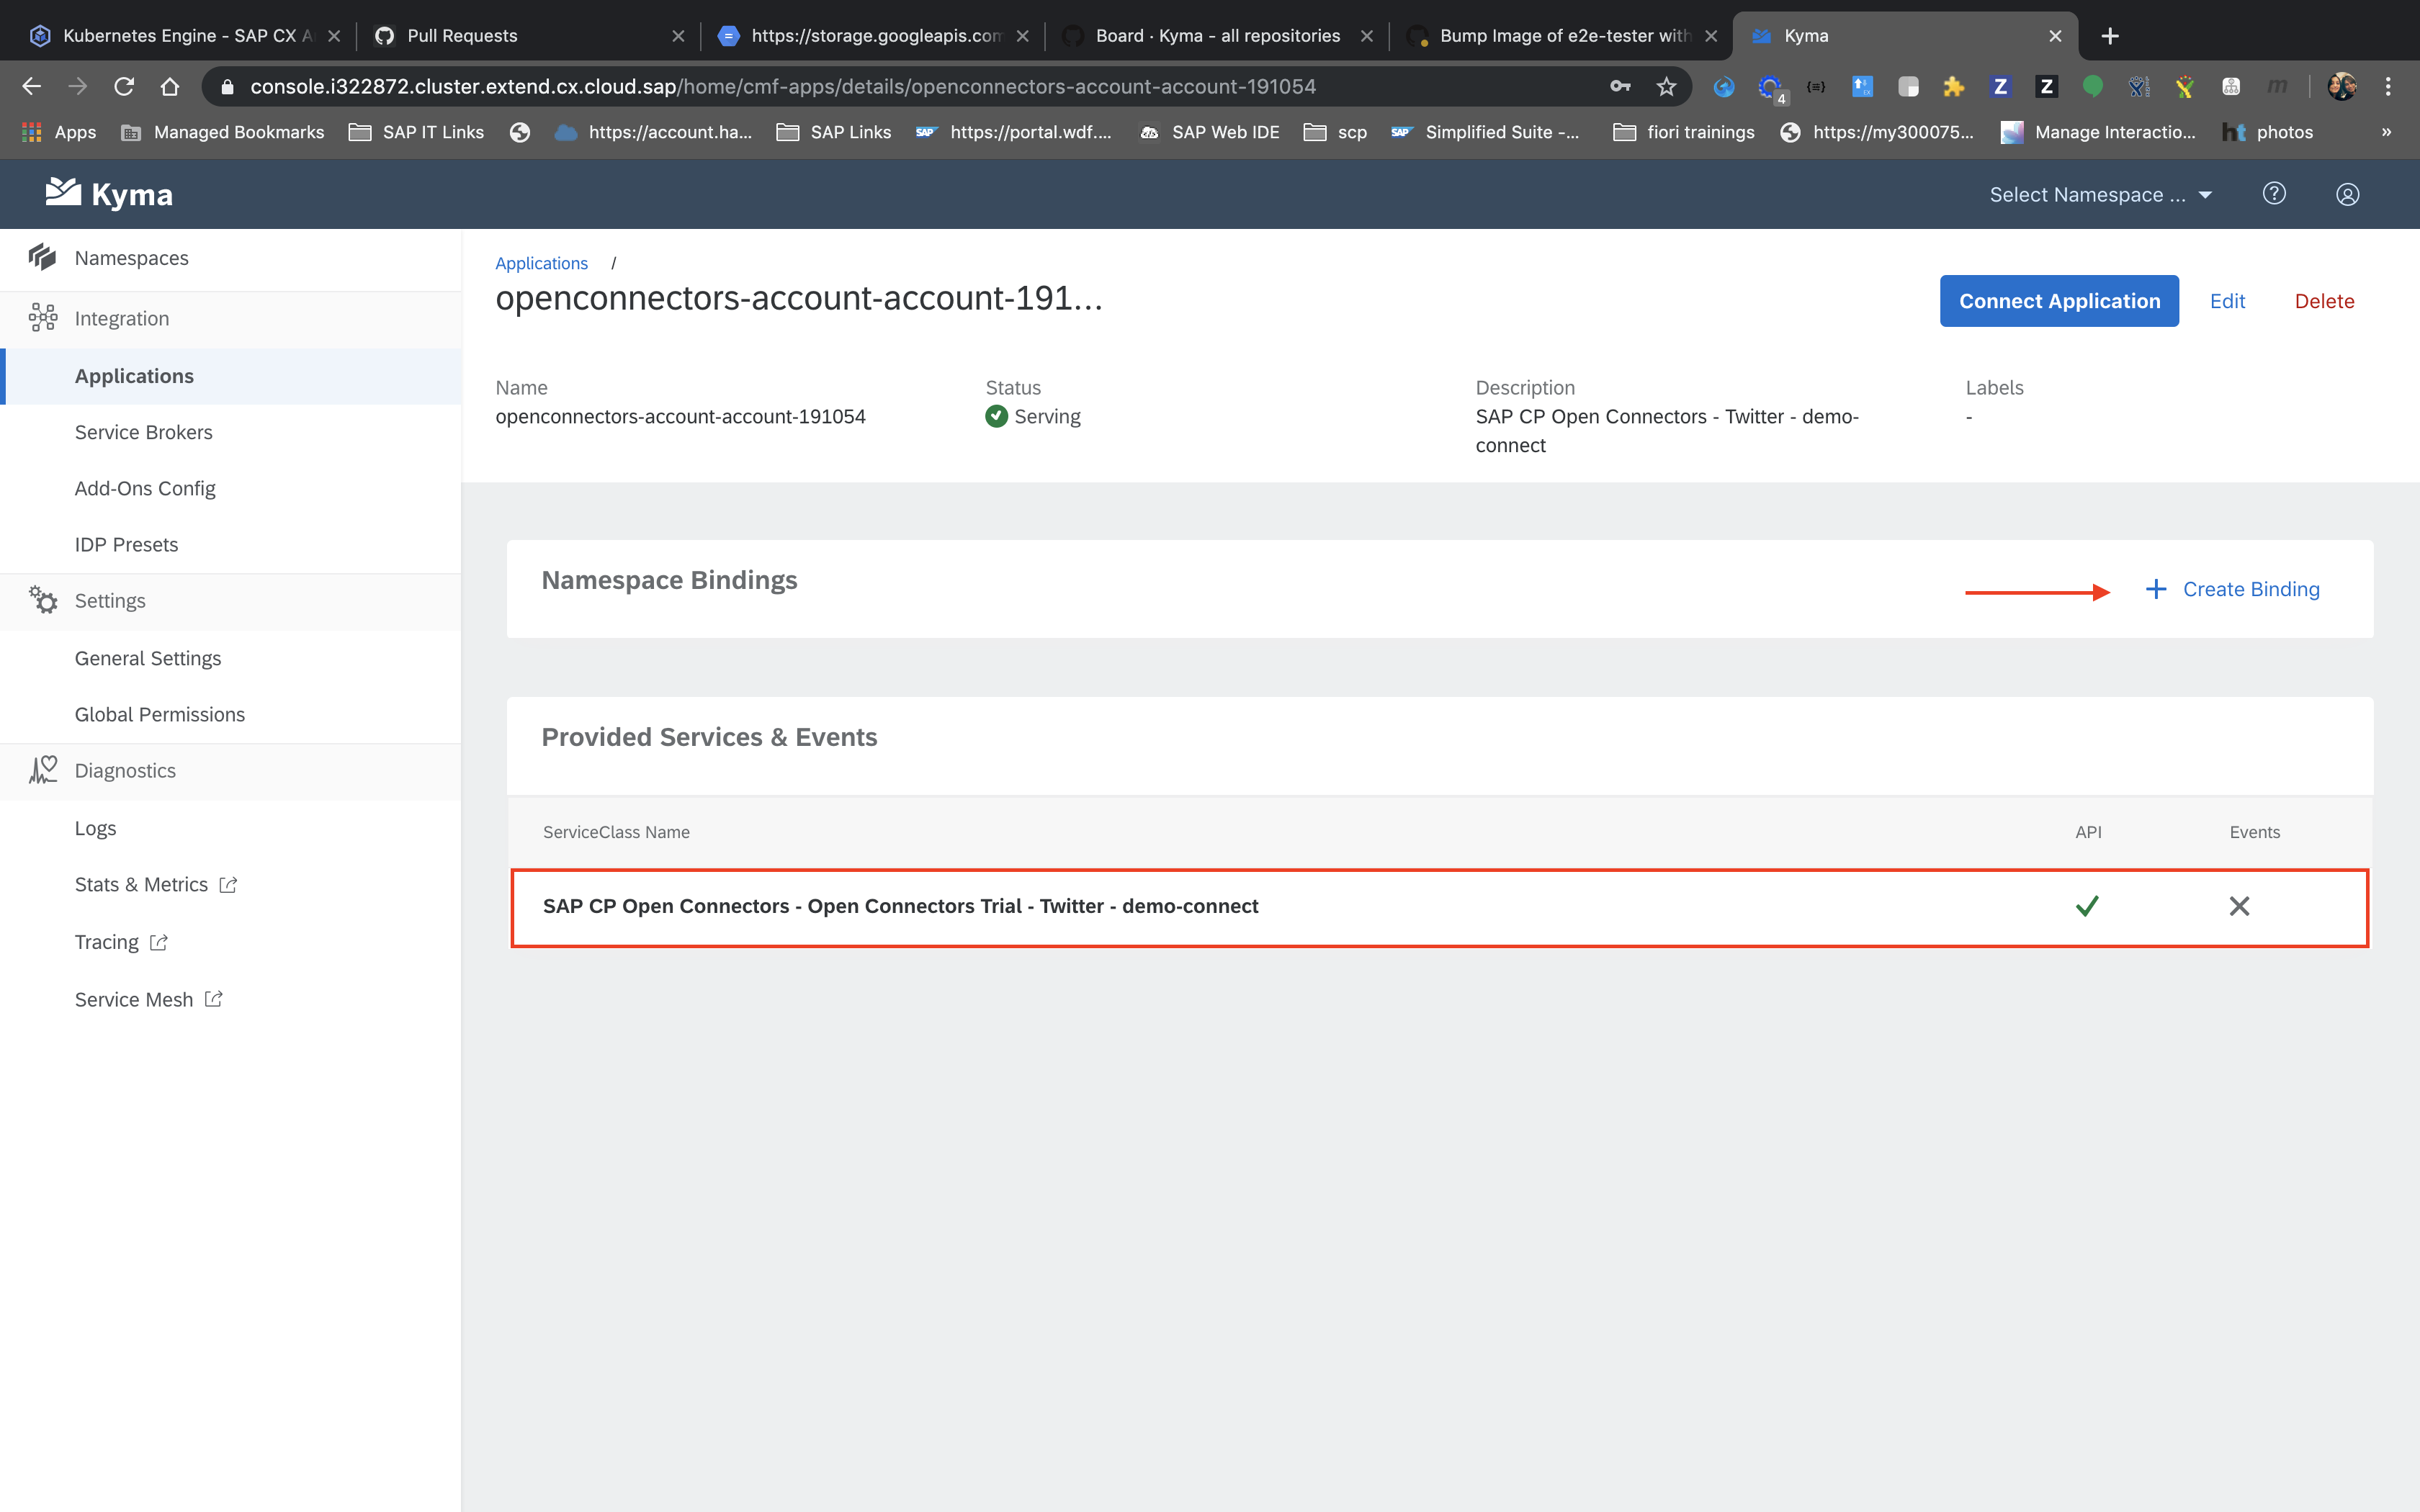 Kubernetes Engine - SAP CX A
Pull Requests
https://storage.googleapis.com
Board · Kyma - all repositories
Bump Image of e2e-tester with
Kyma
console.i322872.cluster.extend.cx.cloud.sap/home/cmf-apps/details/openconnectors-account-account-191054
4
Z
Z
m
Apps
Managed Bookmarks
SAP IT Links
https://account.ha...
SAP Links
SAP
https://portal.wdf....
SAP Web IDE
scp
SAP
Simplified Suite -...
fiori trainings
https://my300075...
Manage Interactio...
ht
photos
»
Kyma
Select Namespace ...
Namespaces
Integration
Applications
Service Brokers
Add-Ons Config
IDP Presets
Settings
General Settings
Global Permissions
Diagnostics
Logs
Stats & Metrics
Tracing
Service Mesh
Applications /
openconnectors-account-account-191...
Connect Application
Edit
Delete
Name
openconnectors-account-account-191054
Status
Serving
Description
SAP CP Open Connectors - Twitter - demo-
connect
Labels
-
Namespace Bindings
+ Create Binding
Provided Services & Events
ServiceClass Name
API
Events
SAP CP Open Connectors - Open Connectors Trial - Twitter - demo-connect